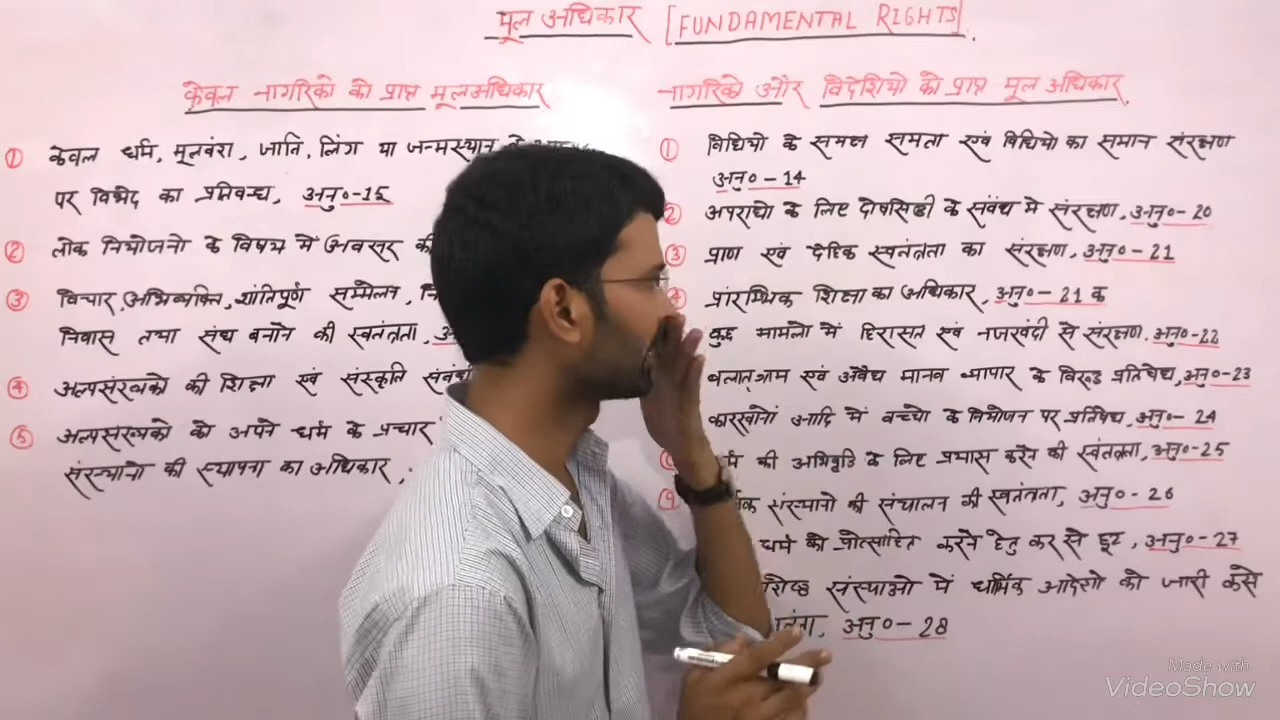 मूल अधिकार [FUNDAMENTAL RIGHTS].
केवल नागरिको को प्राप्त मूलअधिकार
① केवल धर्म, मूलवंश, जाति, लिंग या जन्मस्थान के
पर विभेद का प्रतिबन्ध, अनु०-15
② लोक नियोजनो के विषय में अवसर की
③ विचार, अभिव्यक्ति, शांतिपूर्ण सम्मेलन,
निवास तथा संघ बनाने की स्वतंत्रता,
④ अल्पसंख्यको की शिक्षा एवं संस्कृति
⑤ अल्पसंख्यको को अपने धर्म के प्रचार
संस्थानो की स्थापना का अधिकार,
नागरिको और विदेशियो को प्राप्त मूल अधिकार.
① विधियो के समक्ष समता एवं विधियो का समान संरक्षण
अनु०-14
② अपराधो के लिए दोषसिद्धी के संबंध मे संरक्षण, अनु०-20
③ प्राण एवं दैहिक स्वतंत्रता का संरक्षण, अनु०-21
④ प्रांरम्भिक शिक्षा का अधिकार, अनु०-21 क
कुछ मामलो में हिरासत एवं नजरबंदी से संरक्षण. अनु०-22
बलात्श्रम एवं अवैध मानव व्यापार के विरूद्ध प्रतिषेध, अनु०-23
कारखानों आदि में बच्चो के नियोजन पर प्रतिषेध, अनु०-24
की अभिवृद्धि के लिए प्रयास करने की स्वंतत्रता, अनु०-25
⑨ संस्थानो की संचालन की स्वतंत्रता, अनु०-26
धर्म को प्रोत्साहित करने हेतु कर से छूट, अनु०-27
संस्थाओ में धार्मिक आदेशो को जारी करने
अनु०-28
Made with
VideoShow